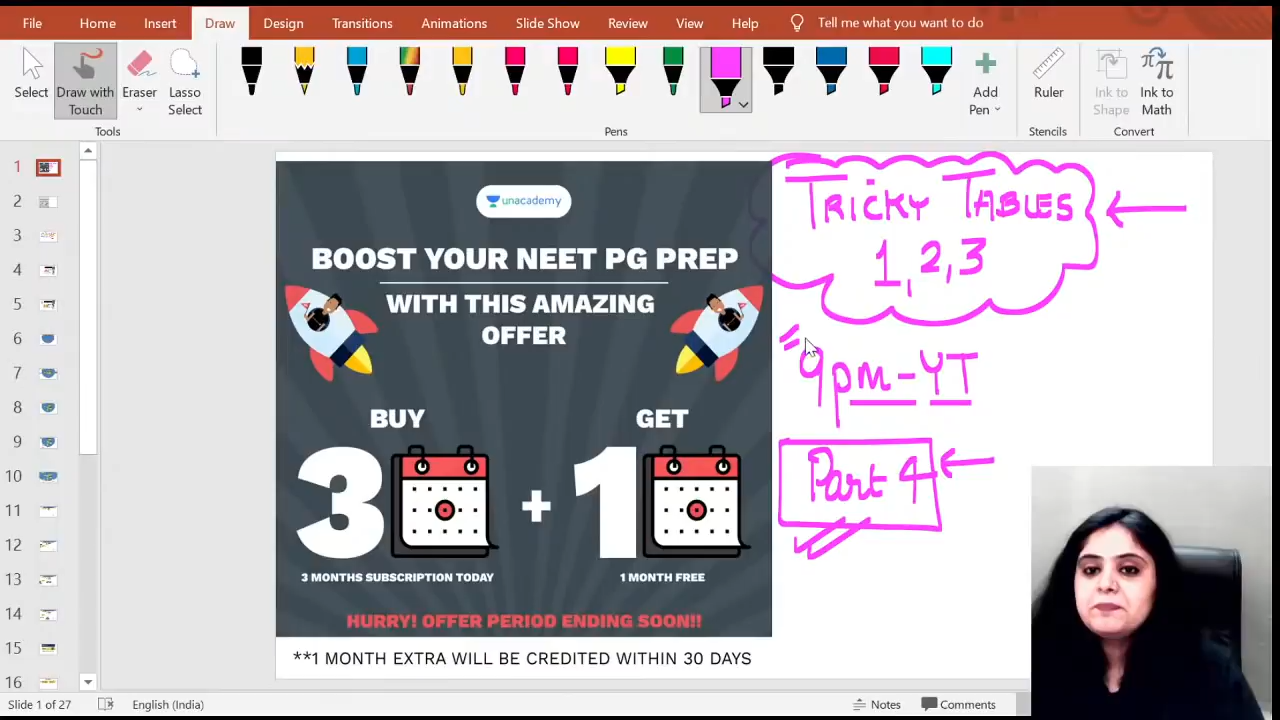 File Home Insert Draw Design Transitions Animations Slide Show Review View Help Tell me what you want to do
Select Draw with Touch Eraser Lasso Select Add Pen Ruler Ink to Shape Ink to Math
Tools Pens Stencils Convert
1
2
3
4
5
6
7
8
9
10
11
12
13
14
15
16
unacademy
BOOST YOUR NEET PG PREP
WITH THIS AMAZING
OFFER
BUY GET
3 + 1
3 MONTHS SUBSCRIPTION TODAY 1 MONTH FREE
HURRY! OFFER PERIOD ENDING SOON!!
**1 MONTH EXTRA WILL BE CREDITED WITHIN 30 DAYS
TRICKY TABLES
1, 2, 3
9pm-YT
Part 4
Slide 1 of 27 English (India) Notes Comments